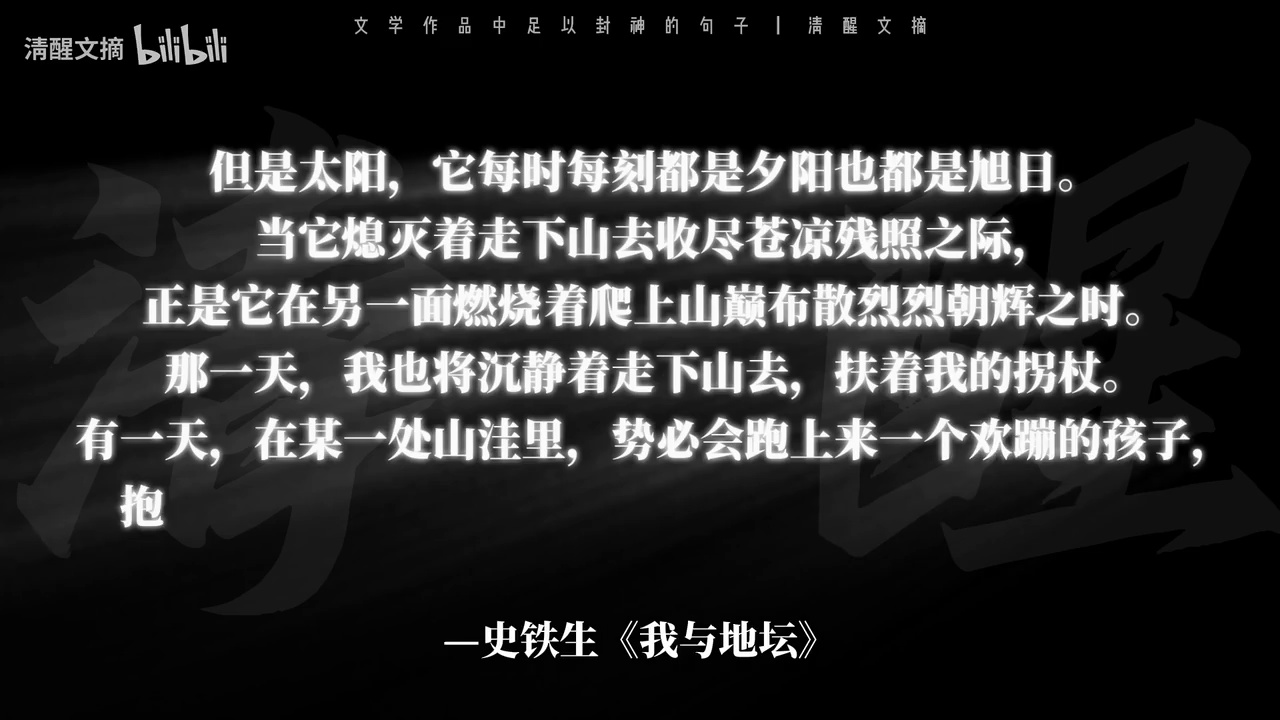 文学作品中足以封神的句子 | 清醒文摘
清醒文摘 bilibili
但是太阳，它每时每刻都是夕阳也都是旭日。
当它熄灭着走下山去收尽苍凉残照之际，
正是它在另一面燃烧着爬上山巅布散烈烈朝辉之时。
那一天，我也将沉静着走下山去，扶着我的拐杖。
有一天，在某一处山洼里，势必会跑上来一个欢蹦的孩子，
抱
—史铁生《我与地坛》
清醒